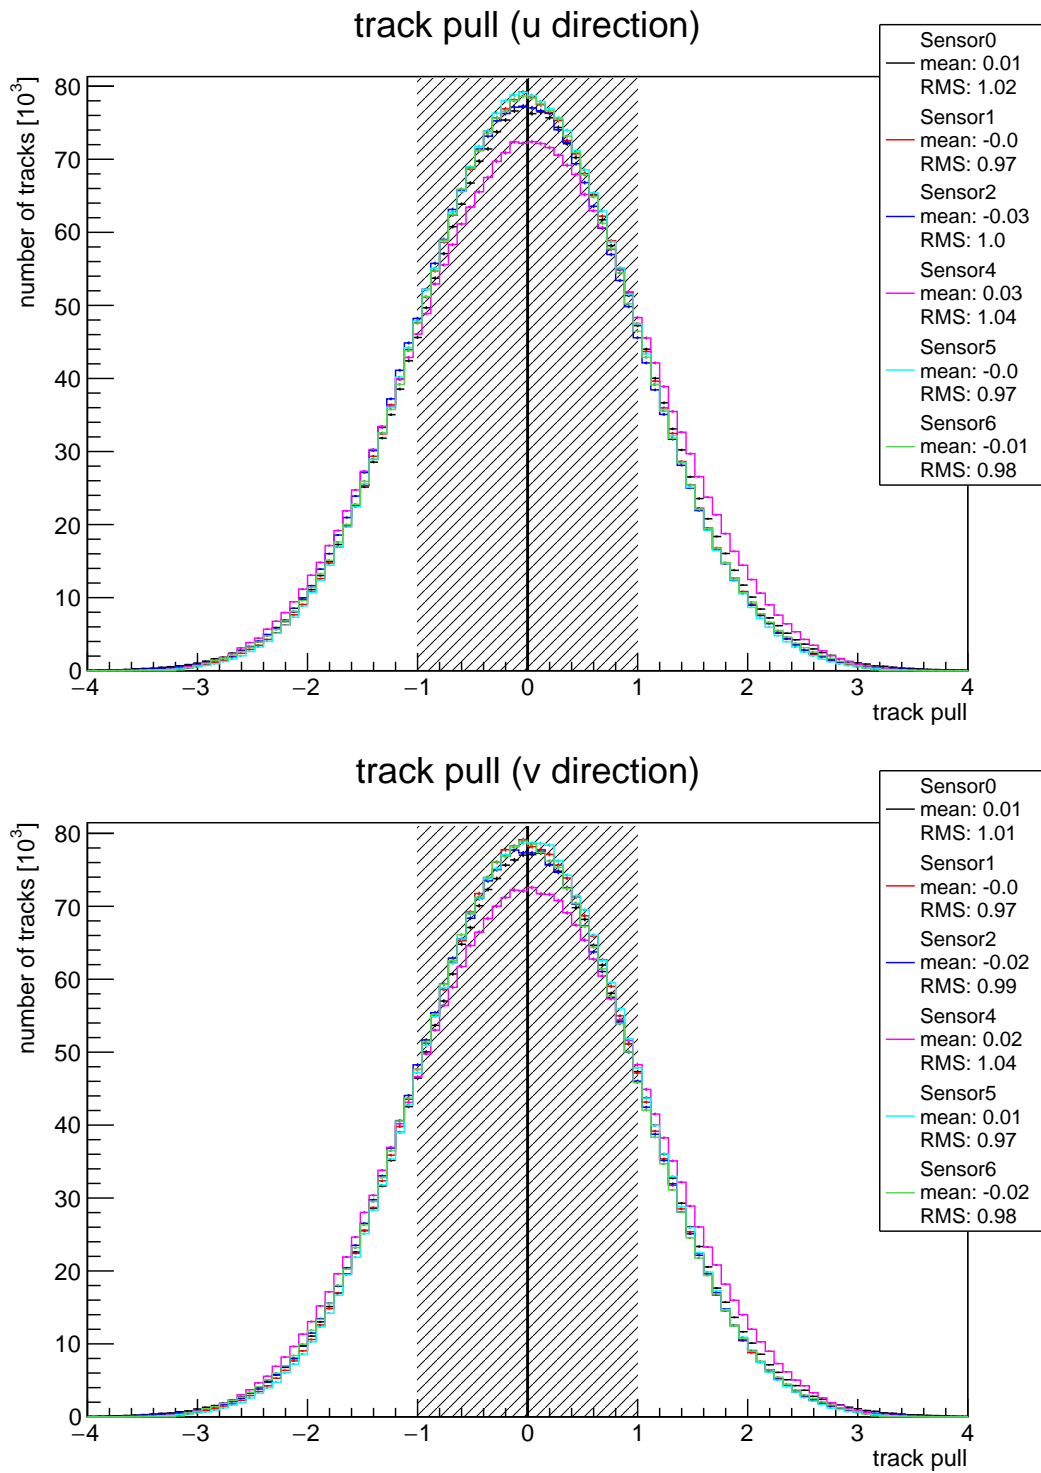 track pull (u direction)
Sensor0
mean: 0.01
RMS: 1.02
Sensor1
mean: -0.0
RMS: 0.97
Sensor2
mean: -0.03
RMS: 1.0
Sensor4
mean: 0.03
RMS: 1.04
Sensor5
mean: -0.0
RMS: 0.97
Sensor6
mean: -0.01
RMS: 0.98
number of tracks [10³]
80
70
60
50
40
30
20
10
0
−4 −3 −2 −1 0 1 2 3 4
track pull
track pull (v direction)
Sensor0
mean: 0.01
RMS: 1.01
Sensor1
mean: -0.0
RMS: 0.97
Sensor2
mean: -0.02
RMS: 0.99
Sensor4
mean: 0.02
RMS: 1.04
Sensor5
mean: 0.01
RMS: 0.97
Sensor6
mean: -0.02
RMS: 0.98
number of tracks [10³]
80
70
60
50
40
30
20
10
0
−4 −3 −2 −1 0 1 2 3 4
track pull